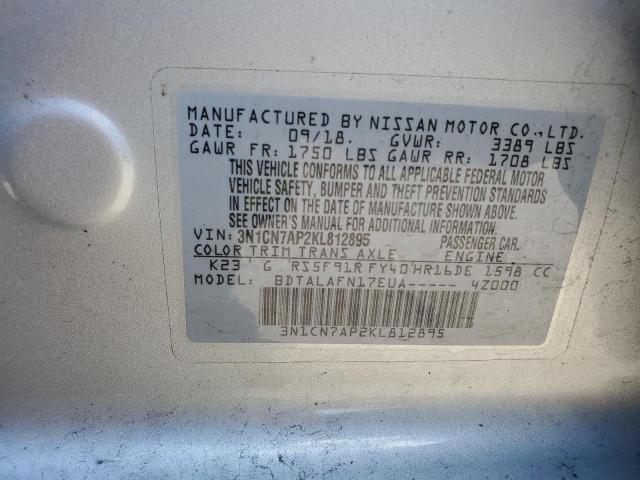 MANUFACTURED BY NISSAN MOTOR CO.,LTD.
DATE: 09/18. GVWR: 3389 LBS
GAWR FR: 1750 LBS GAWR RR: 1708 LBS
THIS VEHICLE CONFORMS TO ALL APPLICABLE FEDERAL MOTOR
VEHICLE SAFETY, BUMPER AND THEFT PREVENTION STANDARDS
IN EFFECT ON THE DATE OF MANUFACTURE SHOWN ABOVE.
SEE OWNER'S MANUAL FOR ADDITIONAL INFORMATION.
VIN: 3N1CN7AP2KL812895 PASSENGER CAR.
COLOR TRIM TRANS AXLE ENGINE
K23 G RS5F91R FY40 HR16DE 1598 CC
MODEL: BDTALAFN17EUA----- 4Z000
3N1CN7AP2KL812895